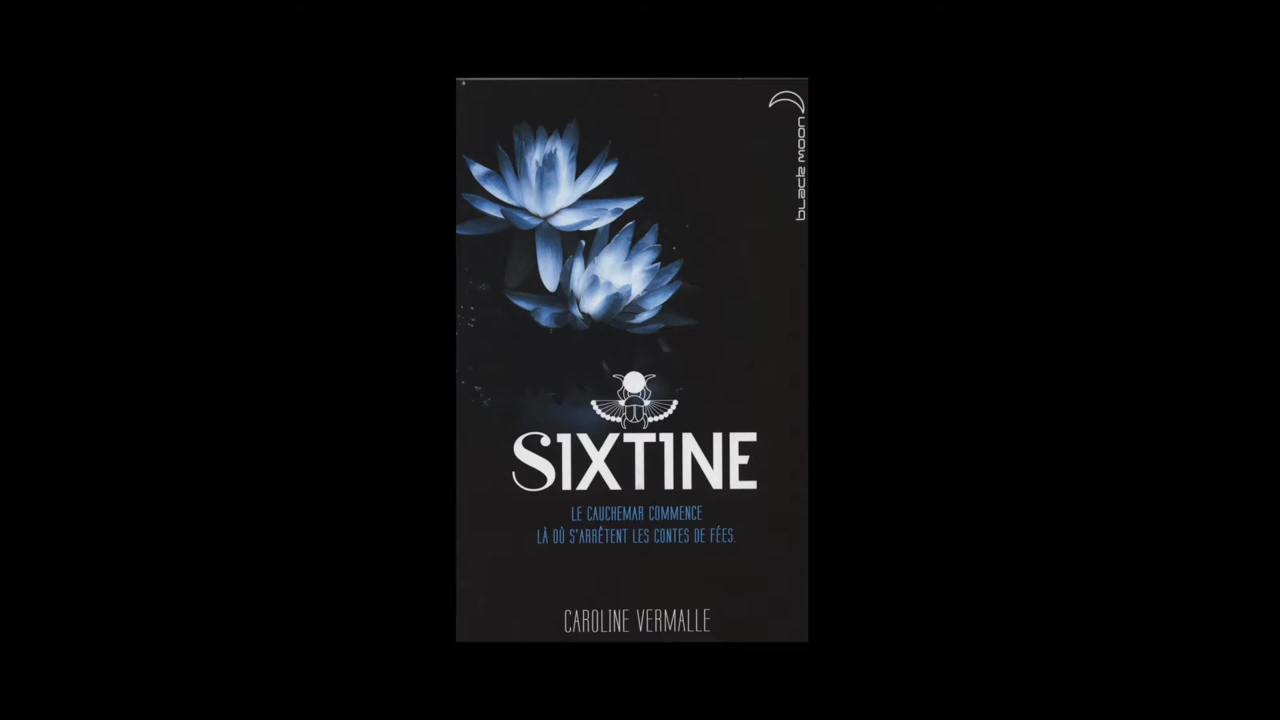 black moon
SIXTINE
LE CAUCHEMAR COMMENCE
LÀ OÙ S'ARRÊTENT LES CONTES DE FÉES.
CAROLINE VERMALLE